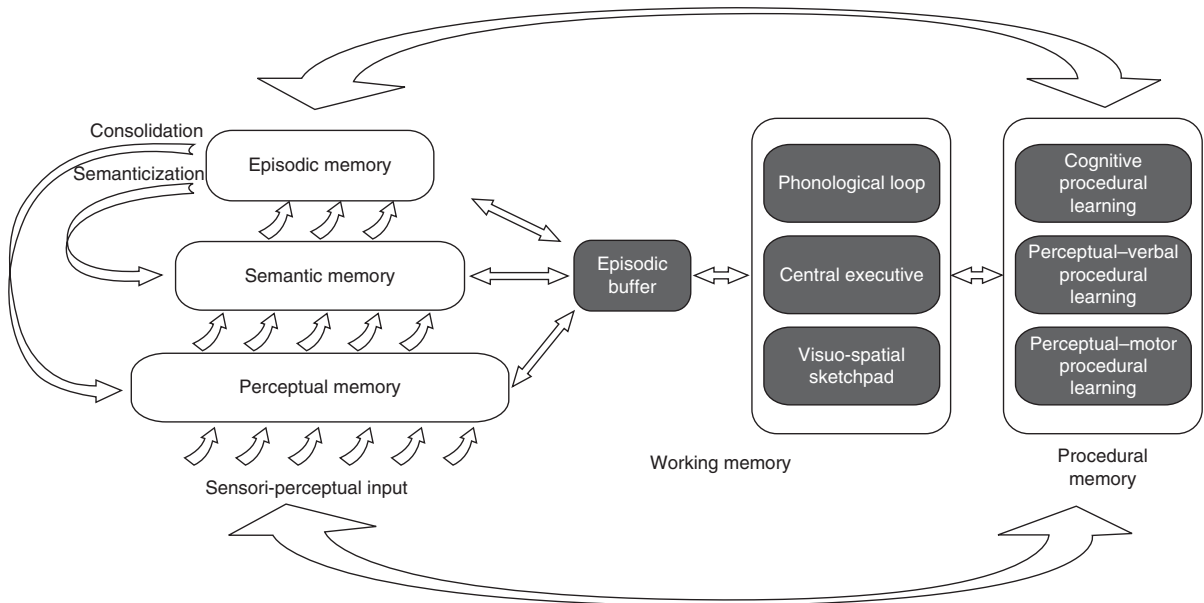 Consolidation
Semanticization
Episodic memory
Semantic memory
Perceptual memory
Sensori-perceptual input
Episodic
buffer
Phonological loop
Central executive
Visuo-spatial
sketchpad
Working memory
Cognitive
procedural
learning
Perceptual–verbal
procedural
learning
Perceptual–motor
procedural
learning
Procedural
memory